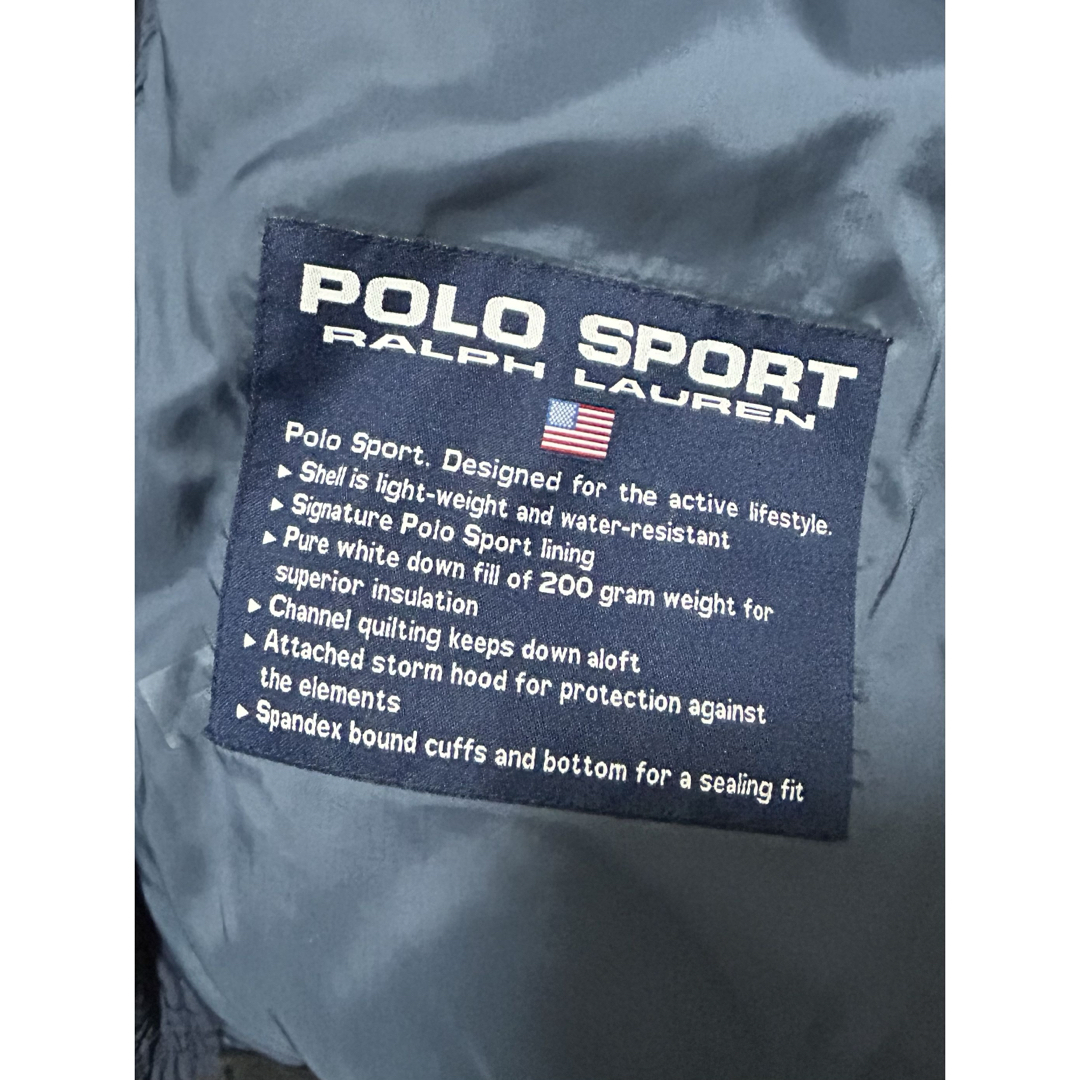 POLO SPORT
RALPH LAUREN
Polo Sport. Designed for the active lifestyle.
▶ Shell is light-weight and water-resistant
▶ Signature Polo Sport lining
▶ Pure white down fill of 200 gram weight for
superior insulation
▶ Channel quilting keeps down aloft
▶ Attached storm hood for protection against
the elements
▶ Spandex bound cuffs and bottom for a sealing fit